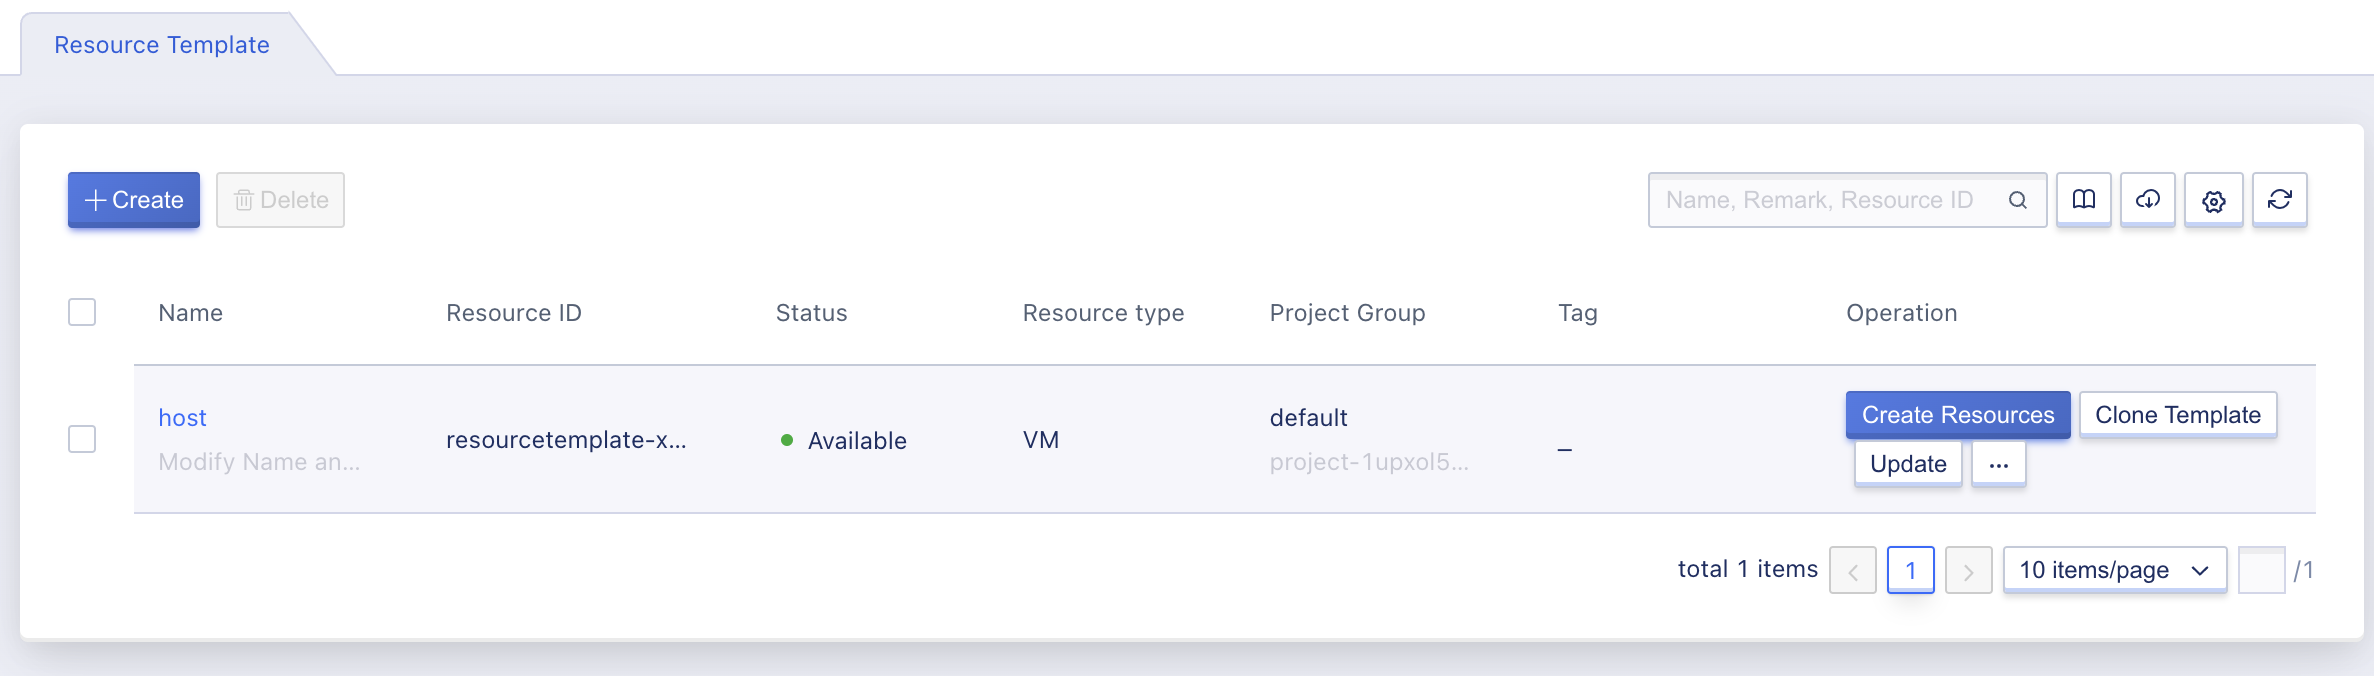 Resource Template
Create Delete Name, Remark, Resource ID
Name Resource ID Status Resource type Project Group Tag Operation
host
Modify Name an...
resourcetemplate-x...
Available
VM
default
project-1upxol5...
–
Create Resources Clone Template
Update ...
total 1 items 1 10 items/page /1